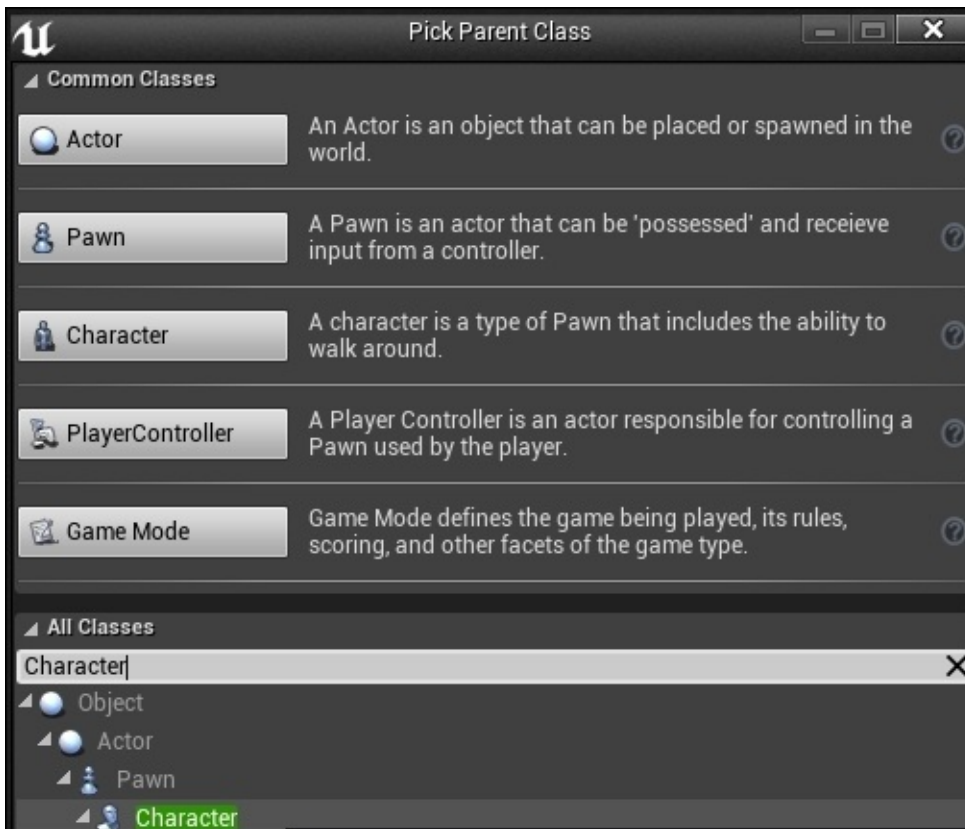 Pick Parent Class
Common Classes
Actor
An Actor is an object that can be placed or spawned in the
world.
Pawn
A Pawn is an actor that can be 'possessed' and receieve
input from a controller.
Character
A character is a type of Pawn that includes the ability to
walk around.
PlayerController
A Player Controller is an actor responsible for controlling a
Pawn used by the player.
Game Mode
Game Mode defines the game being played, its rules,
scoring, and other facets of the game type.
All Classes
Character
Object
Actor
Pawn
Character